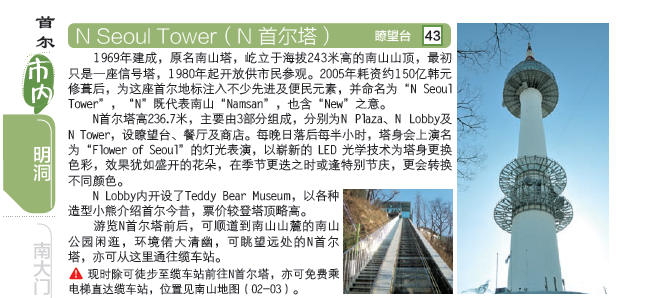 首尔
市内
明洞
南大门
N Seoul Tower（N 首尔塔） 瞭望台 43
1969年建成，原名南山塔，屹立于海拔243米高的南山山顶，最初
只是一座信号塔，1980年起开放供市民参观。2005年耗资约150亿韩元
修葺后，为这座首尔地标注入不少先进及便民元素，并命名为“N Seoul
Tower”，“N”既代表南山“Namsan”，也含“New”之意。
N首尔塔高236.7米，主要由3部分组成，分别为N Plaza、N Lobby及
N Tower，设瞭望台、餐厅及商店。每晚日落后每半小时，塔身会上演名
为“Flower of Seoul”的灯光表演，以崭新的 LED 光学技术为塔身更换
色彩，效果犹如盛开的花朵，在季节更迭之时或逢特别节庆，更会转换
不同颜色。
N Lobby内开设了Teddy Bear Museum，以各种
造型小熊介绍首尔今昔，票价较登塔顶略高。
游览N首尔塔前后，可顺道到南山山麓的南山
公园闲逛，环境偌大清幽，可眺望远处的N首尔
塔，亦可从这里通往缆车站。
现时除可徒步至缆车站前往N首尔塔，亦可免费乘
电梯直达缆车站，位置见南山地图（02-03）。